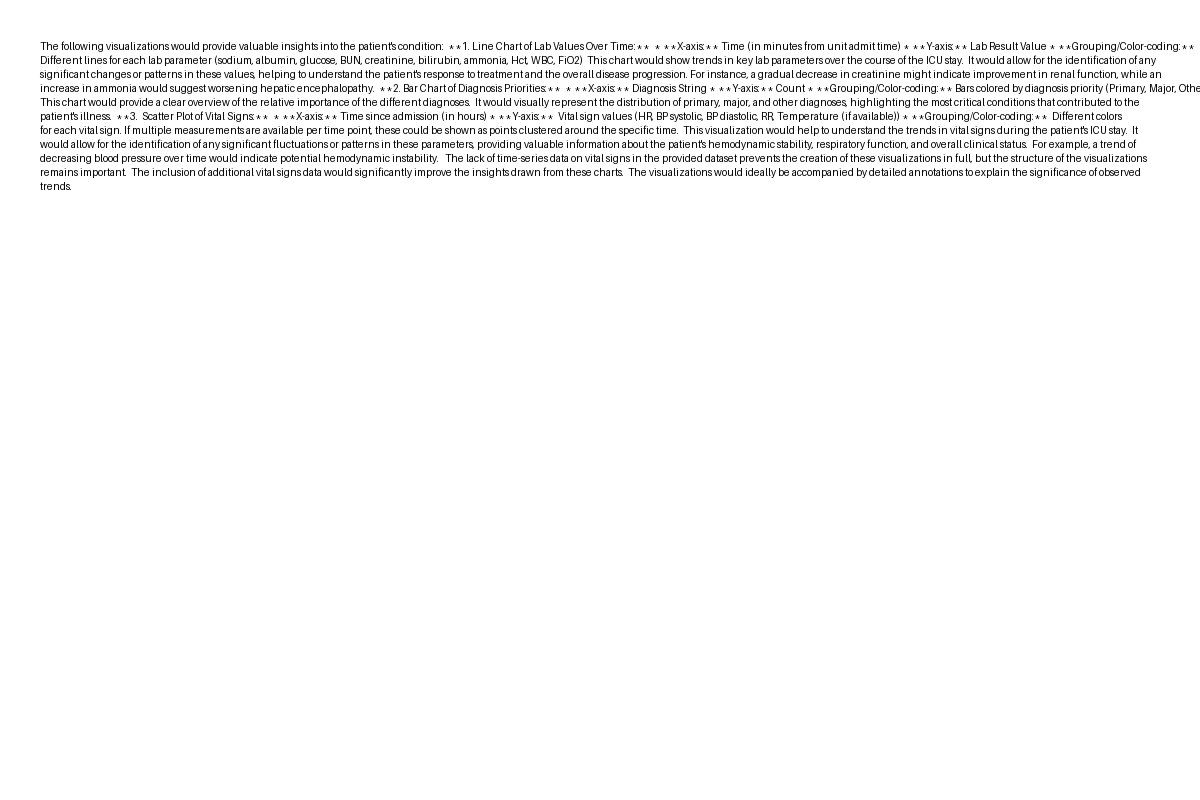 The following visualizations would provide valuable insights into the patient's condition:  **1. Line Chart of Lab Values Over Time:**  * **X-axis:** Time (in minutes from unit admit time) * **Y-axis:** Lab Result Value * **Grouping/Color-coding:**
Different lines for each lab parameter (sodium, albumin, glucose, BUN, creatinine, bilirubin, ammonia, Hct, WBC, FiO2)  This chart would show trends in key lab parameters over the course of the ICU stay.  It would allow for the identification of any
significant changes or patterns in these values, helping to understand the patient's response to treatment and the overall disease progression. For instance, a gradual decrease in creatinine might indicate improvement in renal function, while an
increase in ammonia would suggest worsening hepatic encephalopathy.  **2. Bar Chart of Diagnosis Priorities:**  * **X-axis:** Diagnosis String * **Y-axis:** Count * **Grouping/Color-coding:** Bars colored by diagnosis priority (Primary, Major, Othe
This chart would provide a clear overview of the relative importance of the different diagnoses.  It would visually represent the distribution of primary, major, and other diagnoses, highlighting the most critical conditions that contributed to the
patient's illness.  **3.  Scatter Plot of Vital Signs:**  * **X-axis:** Time since admission (in hours) * **Y-axis:**  Vital sign values (HR, BP systolic, BP diastolic, RR, Temperature (if available)) * **Grouping/Color-coding:**  Different colors
for each vital sign. If multiple measurements are available per time point, these could be shown as points clustered around the specific time.  This visualization would help to understand the trends in vital signs during the patient's ICU stay.  It
would allow for the identification of any significant fluctuations or patterns in these parameters, providing valuable information about the patient's hemodynamic stability, respiratory function, and overall clinical status.  For example, a trend of
decreasing blood pressure over time would indicate potential hemodynamic instability.   The lack of time-series data on vital signs in the provided dataset prevents the creation of these visualizations in full, but the structure of the visualizations
remains important.  The inclusion of additional vital signs data would significantly improve the insights drawn from these charts.  The visualizations would ideally be accompanied by detailed annotations to explain the significance of observed
trends.